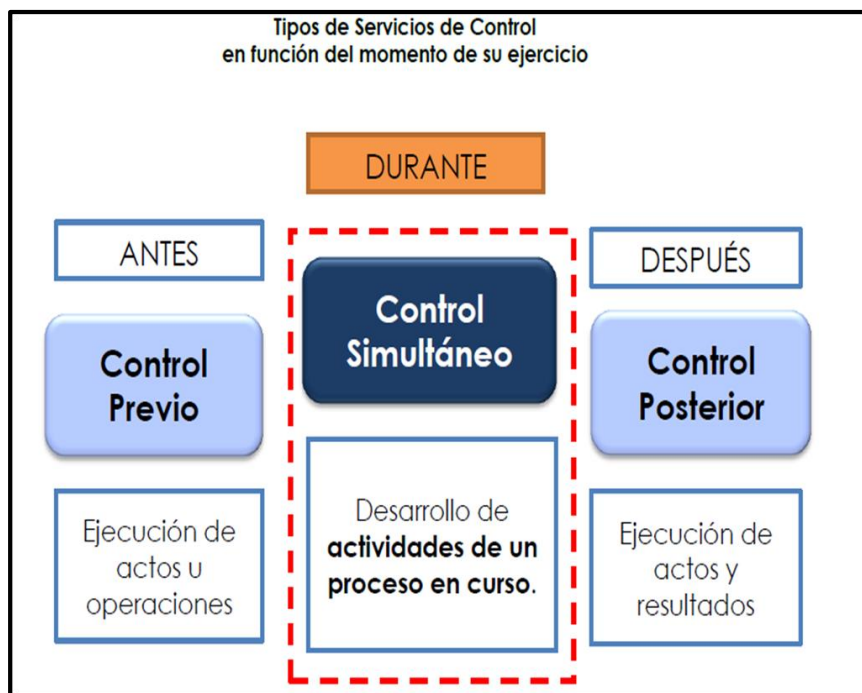 Tipos de Servicios de Control
en función del momento de su ejercicio
DURANTE
ANTES
DESPUÉS
Control
Previo
Control
Simultáneo
Control
Posterior
Ejecución de
actos u
operaciones
Desarrollo de
actividades de un
proceso en curso.
Ejecución de
actos y
resultados